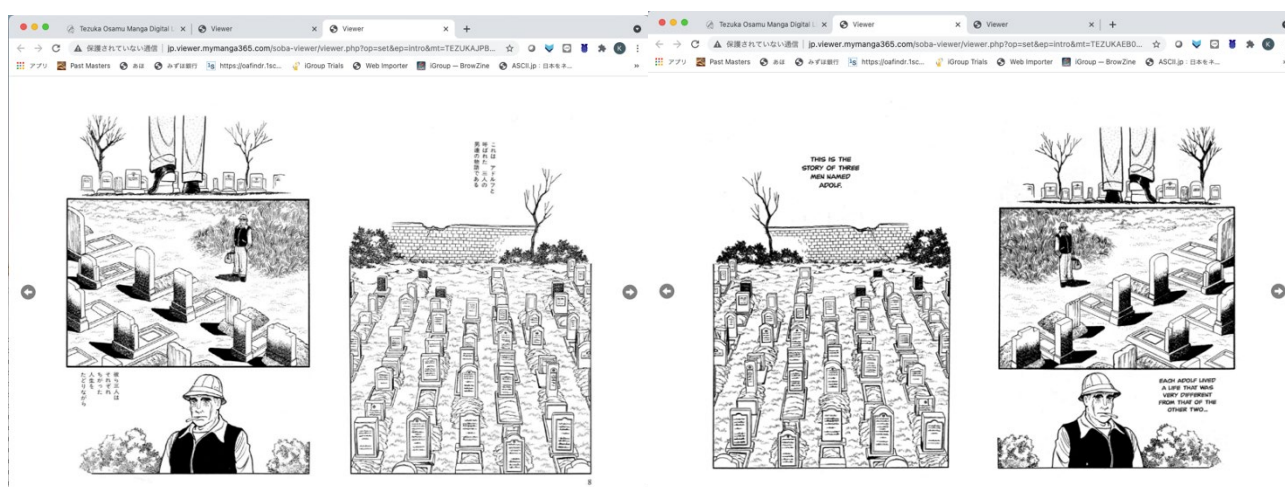 Tezuka Osamu Manga Digital L
Viewer
Viewer
保護されていない通信
jp.viewer.mymanga365.com/soba-viewer/viewer.php?op=set&ep=intro&mt=TEZUKAJPB...
アプリ
Past Masters
あほ
みずほ銀行
https://oafindr.1sc...
iGroup Trials
Web Importer
iGroup — BrowZine
ASCII.jp：日本をネ...
»
これは アドルフと
呼ばれた 三人の
男達の物語である
彼ら三人は
それぞれ
ちがった
人生を
たどりながら
8
Tezuka Osamu Manga Digital L
Viewer
Viewer
保護されていない通信
jp.viewer.mymanga365.com/soba-viewer/viewer.php?op=set&ep=intro&mt=TEZUKAEB0...
アプリ
Past Masters
あほ
みずほ銀行
https://oafindr.1sc...
iGroup Trials
Web Importer
iGroup — BrowZine
ASCII.jp：日本をネ...
THIS IS THE
STORY OF THREE
MEN NAMED
ADOLF.
EACH ADOLF LIVED
A LIFE THAT WAS
VERY DIFFERENT
FROM THAT OF THE
OTHER TWO...